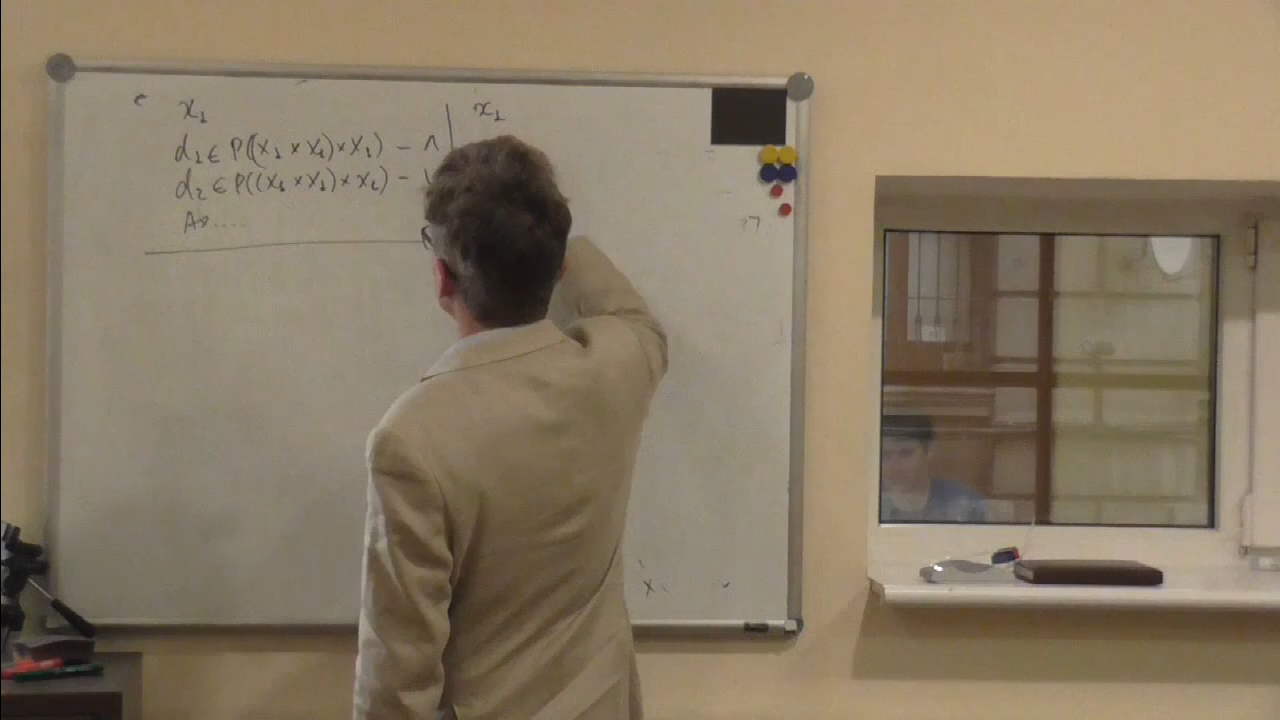 x₁
d₁ ∈ P((X₁ × X₁) × X₁) –
d₂ ∈ P((X₁ × X₁) × X₁) –
x₁